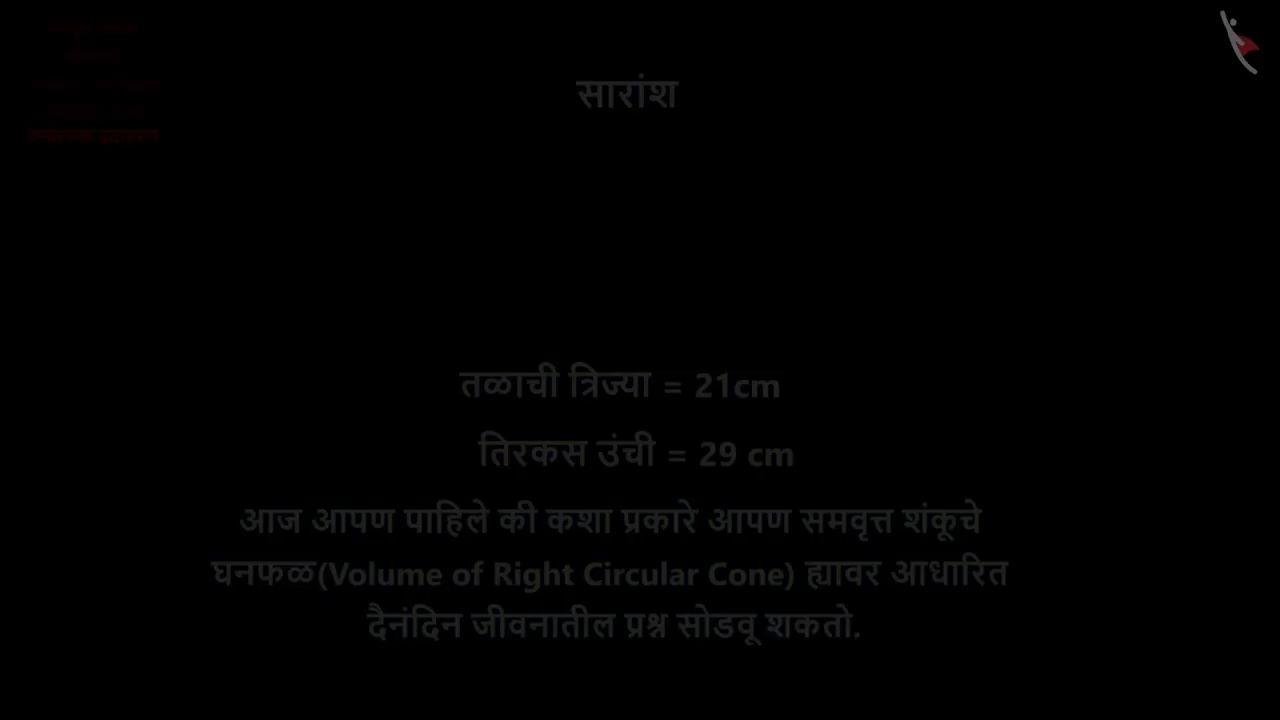 सारांश
तळाची त्रिज्या = 21cm
तिरकस उंची = 29 cm
आज आपण पाहिले की कशा प्रकारे आपण समवृत्त शंकूचे
घनफळ(Volume of Right Circular Cone) ह्यावर आधारित
दैनंदिन जीवनातील प्रश्न सोडवू शकतो.